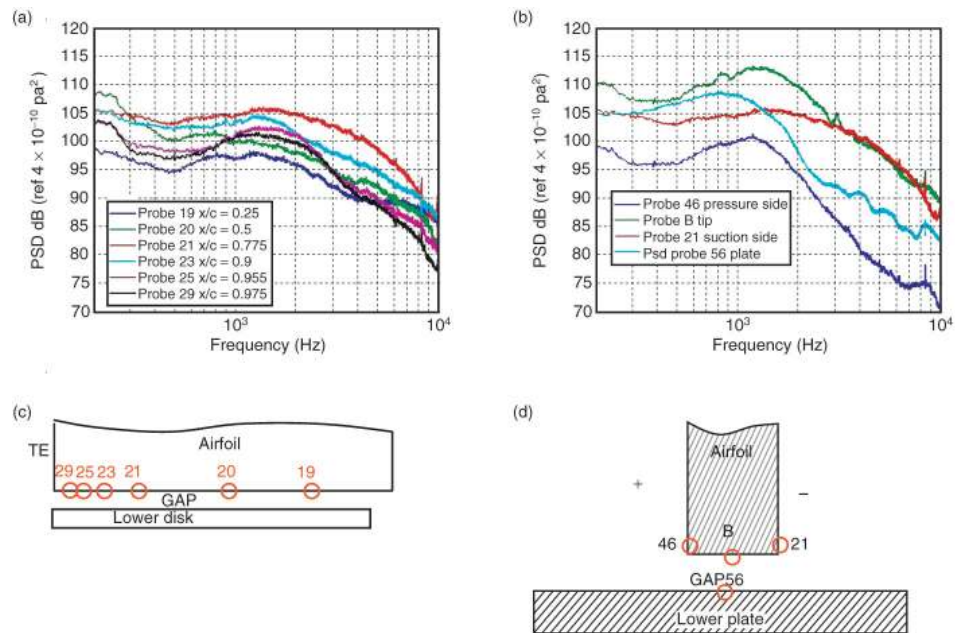 (a)
120
115
110
105
100
95
90
85
80
75
70
PSD dB (ref 4 × 10⁻¹⁰ pa²)
Probe 19 x/c = 0.25
Probe 20 x/c = 0.5
Probe 21 x/c = 0.775
Probe 23 x/c = 0.9
Probe 25 x/c = 0.955
Probe 29 x/c = 0.975
10³
10⁴
Frequency (Hz)
(b)
120
115
110
105
100
95
90
85
80
75
70
PSD dB (ref 4 × 10⁻¹⁰ pa²)
Probe 46 pressure side
Probe B tip
Probe 21 suction side
Psd probe 56 plate
10³
10⁴
Frequency (Hz)
(c)
TE
Airfoil
29 25 23 21 20 19
GAP
Lower disk
(d)
Airfoil
+
–
B
46
21
GAP56
Lower plate